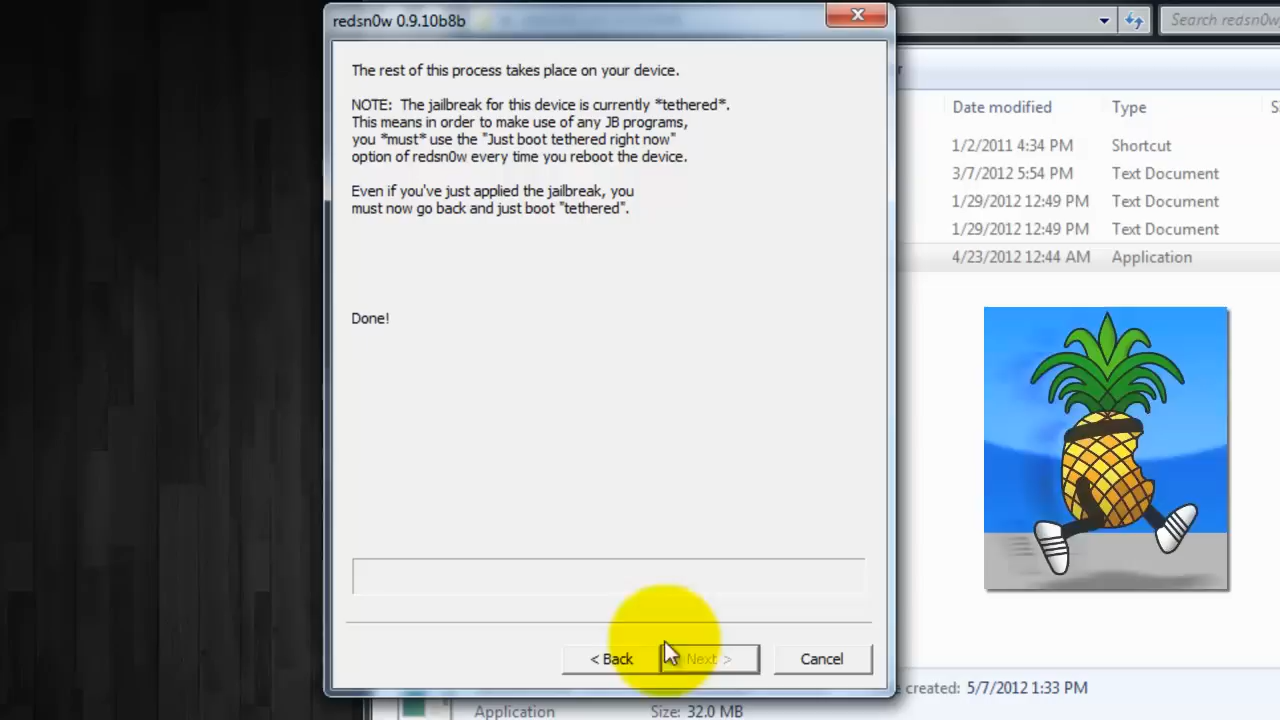 redsn0w 0.9.10b8b
Search redsn0w
The rest of this process takes place on your device.
NOTE: The jailbreak for this device is currently *tethered*.
This means in order to make use of any JB programs,
you *must* use the "Just boot tethered right now"
option of redsn0w every time you reboot the device.
Even if you've just applied the jailbreak, you
must now go back and just boot "tethered".
Done!
< Back
Next >
Cancel
Date modified Type
1/2/2011 4:34 PM Shortcut
3/7/2012 5:54 PM Text Document
1/29/2012 12:49 PM Text Document
1/29/2012 12:49 PM Text Document
4/23/2012 12:44 AM Application
e created: 5/7/2012 1:33 PM
Application Size: 32.0 MB